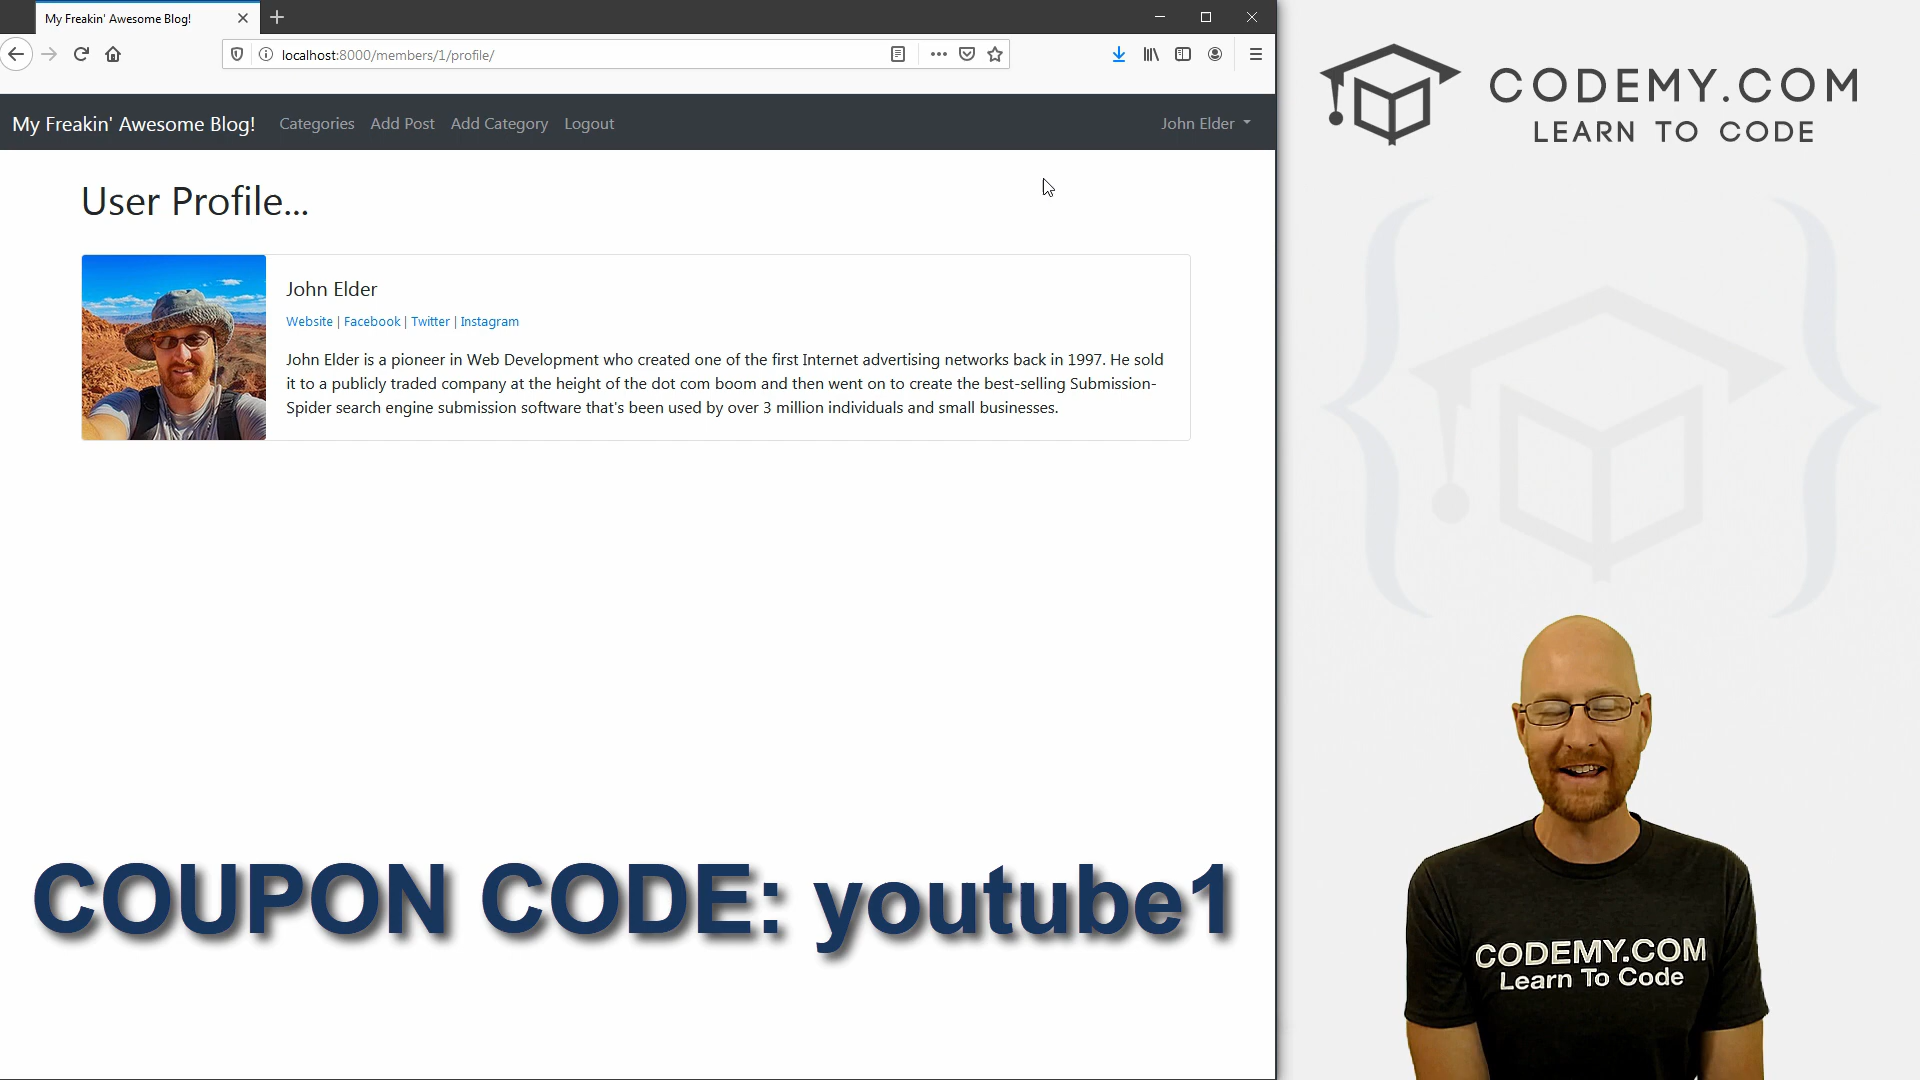 My Freakin' Awesome Blog!
localhost:8000/members/1/profile/
My Freakin' Awesome Blog! Categories Add Post Add Category Logout John Elder
User Profile...
John Elder
Website | Facebook | Twitter | Instagram
John Elder is a pioneer in Web Development who created one of the first Internet advertising networks back in 1997. He sold
it to a publicly traded company at the height of the dot com boom and then went on to create the best-selling Submission-
Spider search engine submission software that's been used by over 3 million individuals and small businesses.
COUPON CODE: youtube1
CODEMY.COM
LEARN TO CODE
CODEMY.COM
Learn To Code